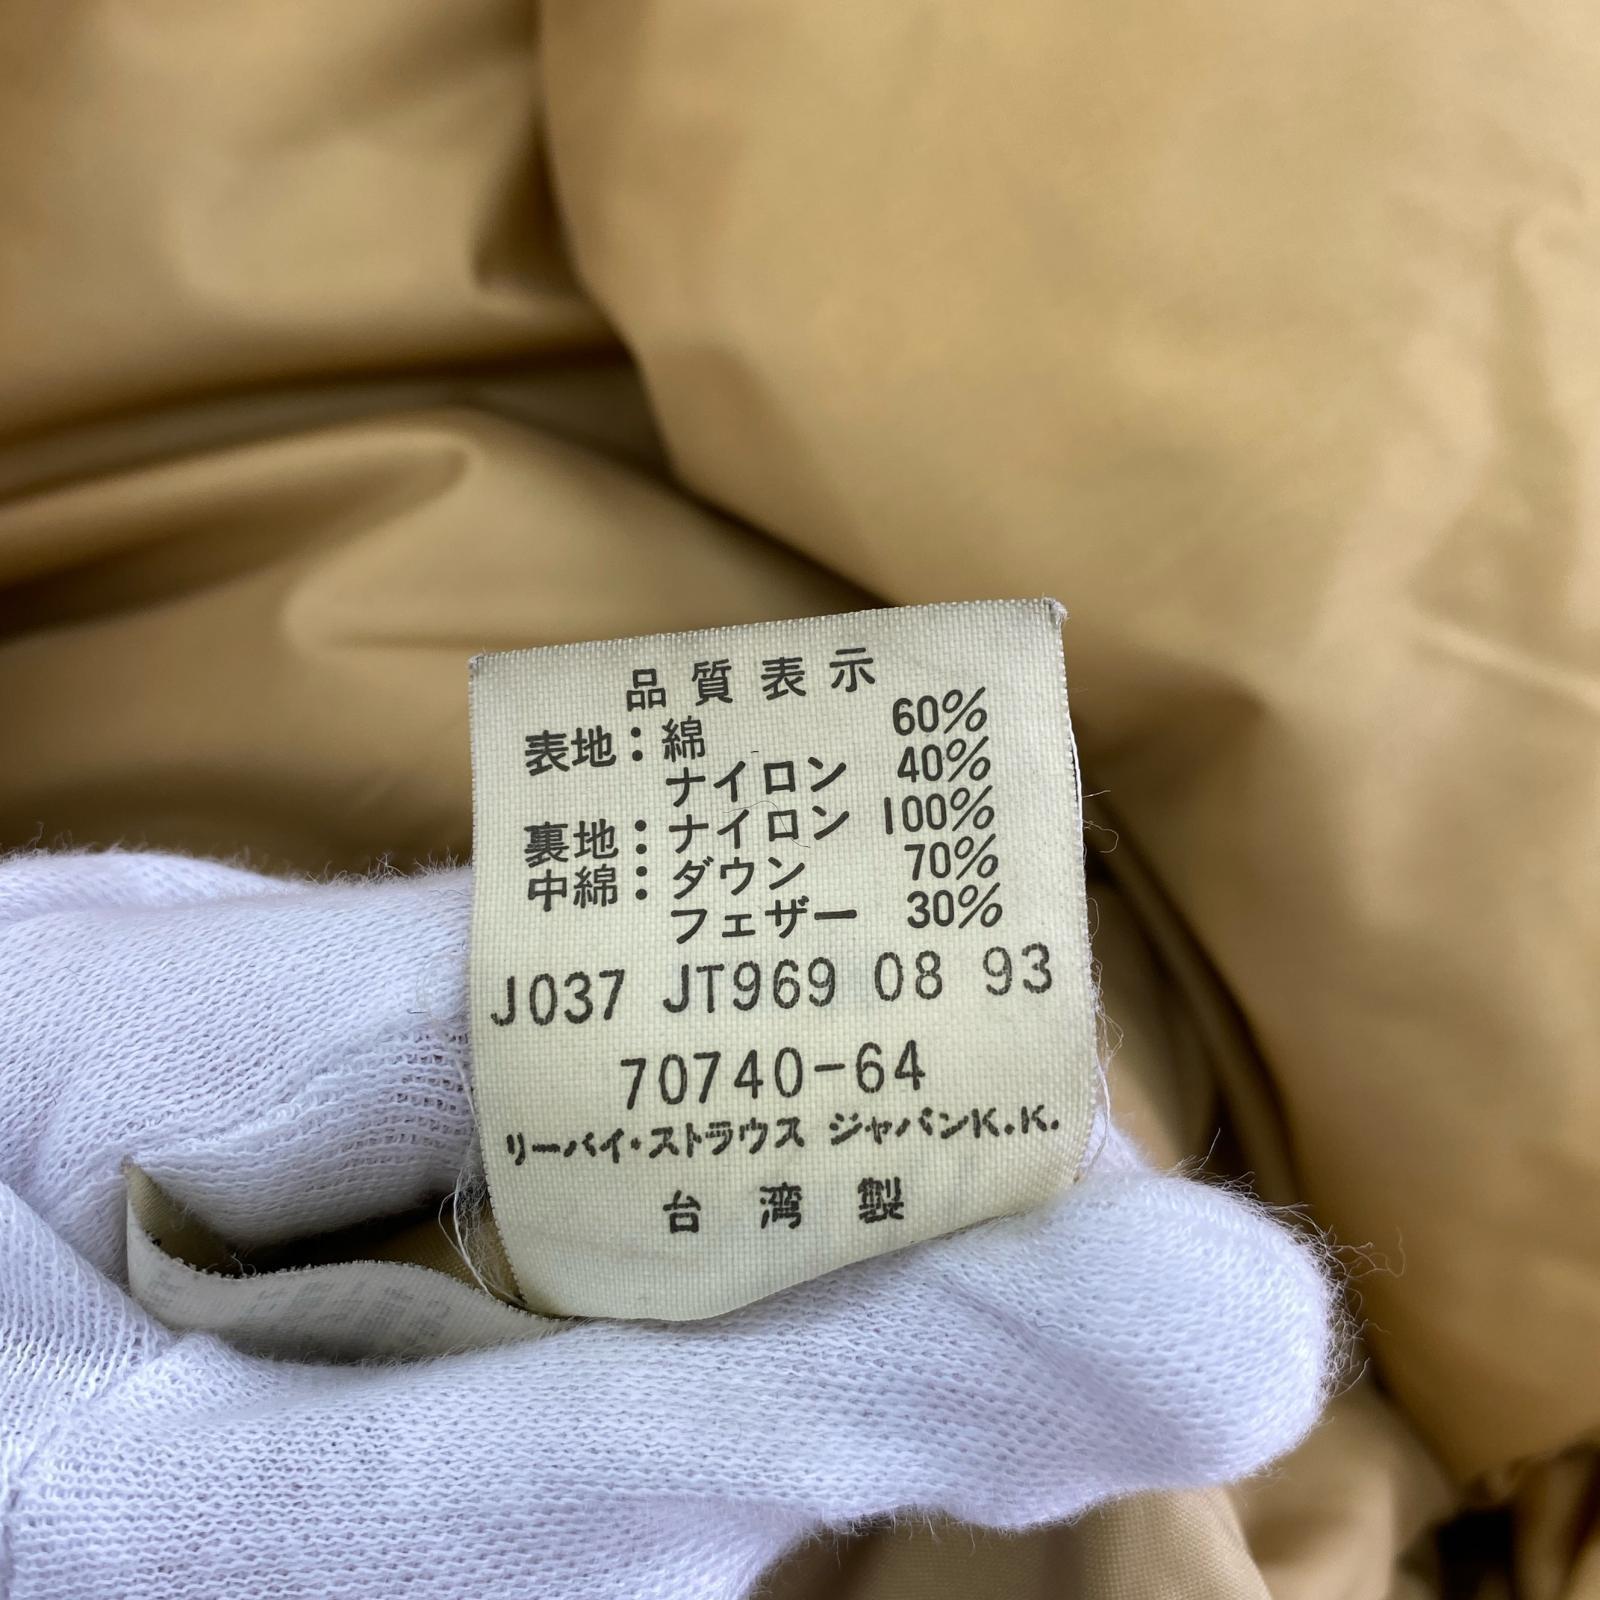 品質表示
表地：綿 60%
ナイロン 40%
裏地：ナイロン 100%
中綿：ダウン 70%
フェザー 30%
J037 JT969 08 93
70740-64
リーバイ・ストラウス ジャパンK.K.
台湾製